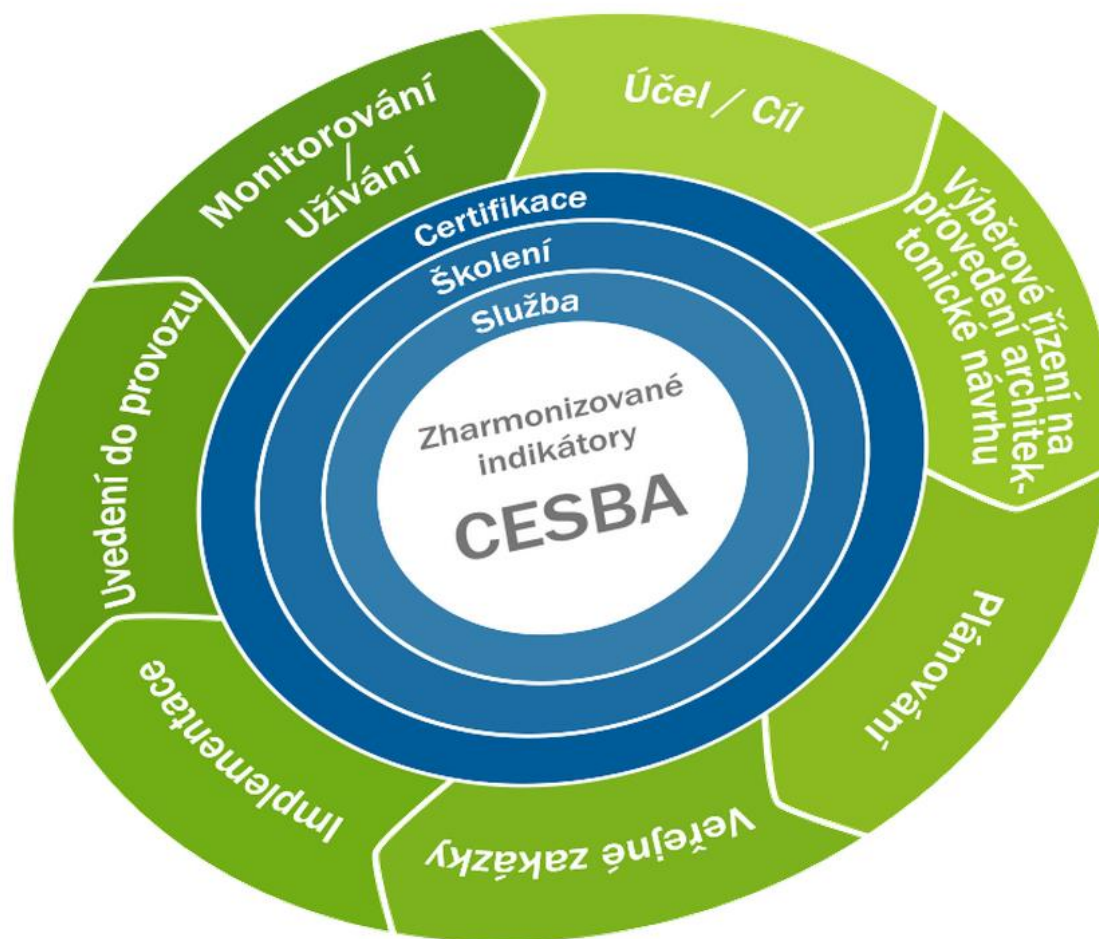 Účel / Cíl
Výběrové řízení na
provedení architek-
tonické návrhu
Plánování
Veřejné zakázky
Implementace
Uvedení do provozu
Monitorování
/
Užívání
Certifikace
Školení
Služba
Zharmonizované
indikátory
CESBA